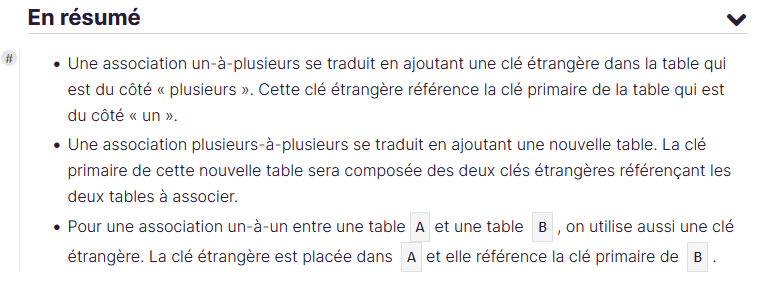 En résumé
#
• Une association un-à-plusieurs se traduit en ajoutant une clé étrangère dans la table qui
est du côté « plusieurs ». Cette clé étrangère référence la clé primaire de la table qui est
du côté « un ».
• Une association plusieurs-à-plusieurs se traduit en ajoutant une nouvelle table. La clé
primaire de cette nouvelle table sera composée des deux clés étrangères référençant les
deux tables à associer.
• Pour une association un-à-un entre une table A et une table B , on utilise aussi une clé
étrangère. La clé étrangère est placée dans A et elle référence la clé primaire de B .